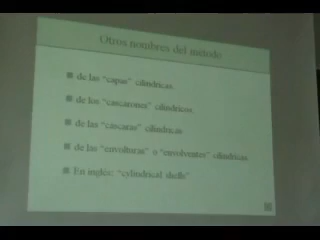 Otros nombres del método
de las "capas" cilíndricas.
de los "cascarones" cilíndricos.
de las "cáscaras" cilíndricas
de las "envolturas" o "envolventes" cilíndricas.
En inglés: "cylindrical shells"